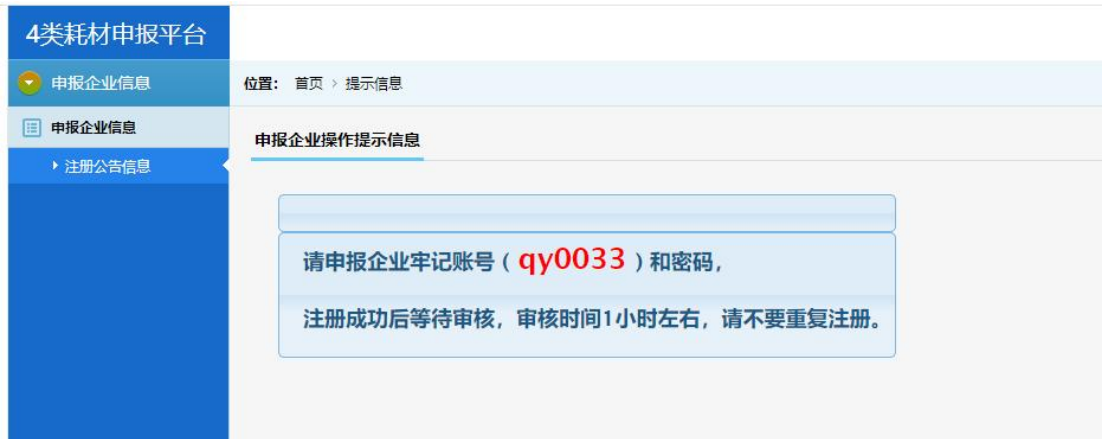 4类耗材申报平台
申报企业信息
位置： 首页 > 提示信息
申报企业信息
申报企业操作提示信息
注册公告信息
请申报企业牢记账号（qy0033）和密码，
注册成功后等待审核，审核时间1小时左右，请不要重复注册。